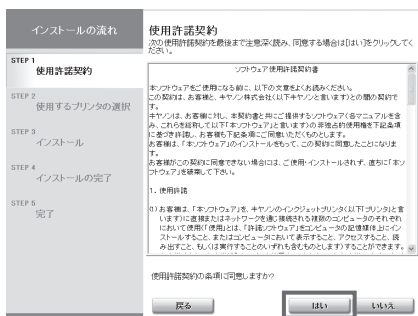 インストールの流れ
STEP 1
使用許諾契約
STEP 2
使用するプリンタの選択
STEP 3
インストール
STEP 4
インストールの完了
STEP 5
完了
使用許諾契約
次の使用許諾契約を最後まで注意深く読み、同意する場合は[はい]をクリックしてく
ださい。
ソフトウェア使用許諾契約書
本ソフトウェアをご使用になる前に、以下の文章をよくお読みください。
この契約は、お客様と、キヤノン株式会社(以下キヤノンと言います)との間の契約で
す。
キヤノンは、お客様に対し、本契約書と共にご提供するソフトウェア(各マニュアルを含
み、これらを総称して以下「本ソフトウェア」と言います)の非独占的使用権を下記条項
に基づき許諾し、お客様も下記条項にご同意いただくものとします。
お客様は、「本ソフトウェア」のインストールをもって、この契約に同意したことになりま
す。
お客様がこの契約に同意できない場合には、ご使用・インストールされず、直ちに「本ソ
フトウェア」を破棄して下さい。
1. 使用許諾
(1) お客様は、「本ソフトウェア」を、キヤノンのインクジェットプリンタ(以下「プリンタ」と言
います)に直接またはネットワークを通じ接続される複数のコンピュータのそれぞれ
において使用(「使用」とは、「許諾ソフトウェア」をコンピュータの記憶媒体上にイン
ストールすること、またはコンピュータにおいて表示すること、アクセスすること、読
み出すこと、もしくは実行することのいずれも含むものとします)することができます。
使用許諾契約の条項に同意しますか?
戻る
はい
いいえ